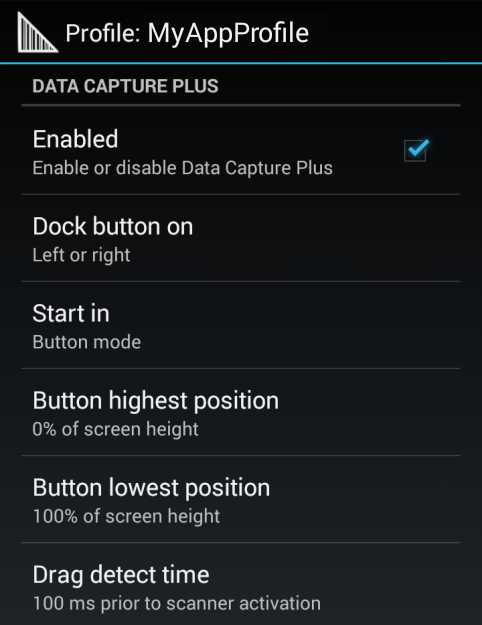 Profile: MyAppProfile
DATA CAPTURE PLUS
Enabled
Enable or disable Data Capture Plus
Dock button on
Left or right
Start in
Button mode
Button highest position
0% of screen height
Button lowest position
100% of screen height
Drag detect time
100 ms prior to scanner activation